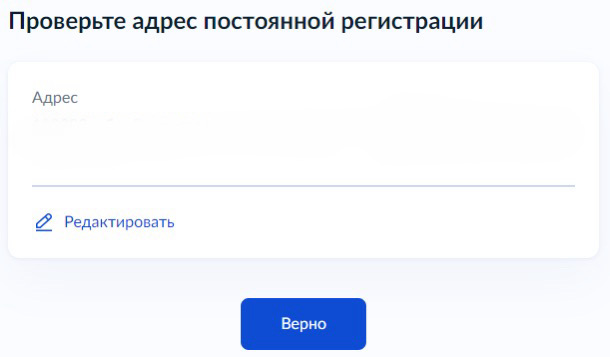 Проверьте адрес постоянной регистрации
Адрес
Редактировать
Верно